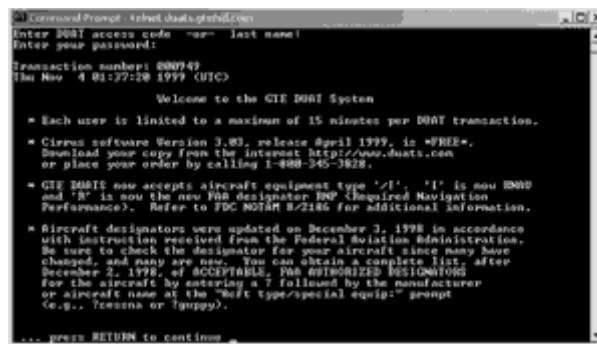 Command Prompt - telnet duats.gtefsd.com
Enter DUAT access code -or- last name!
Enter your password:
Transaction number: 000949
Thu Nov 4 01:37:20 1999 (UTC)
Welcome to the GTE DUAT System
* Each user is limited to a maximum of 15 minutes per DUAT transaction.
* Cirrus software Version 3.03, release April 1999, is *FREE*.
Download your copy from the internet http://www.duats.com
or place your order by calling 1-800-345-3828.
* GTE DUATS now accepts aircraft equipment type '/I'. 'I' is now RNAV
and 'R' is now the new FAA designator RNP (Required Navigation
Performance). Refer to FDC NOTAM 8/2186 for additional information.
* Aircraft designators were updated on December 3, 1998 in accordance
with instruction received from the Federal Aviation Administration.
Be sure to check the designator for your aircraft since many have
changed, and many are new. You can obtain a complete list, after
December 2, 1998, of ACCEPTABLE, FAA AUTHORIZED DESIGNATORS
for the aircraft by entering a ? followed by the manufacturer
or aircraft name at the "Acft type/special equip:" prompt
(e.g., ?cessna or ?guppy).
... press RETURN to continue _